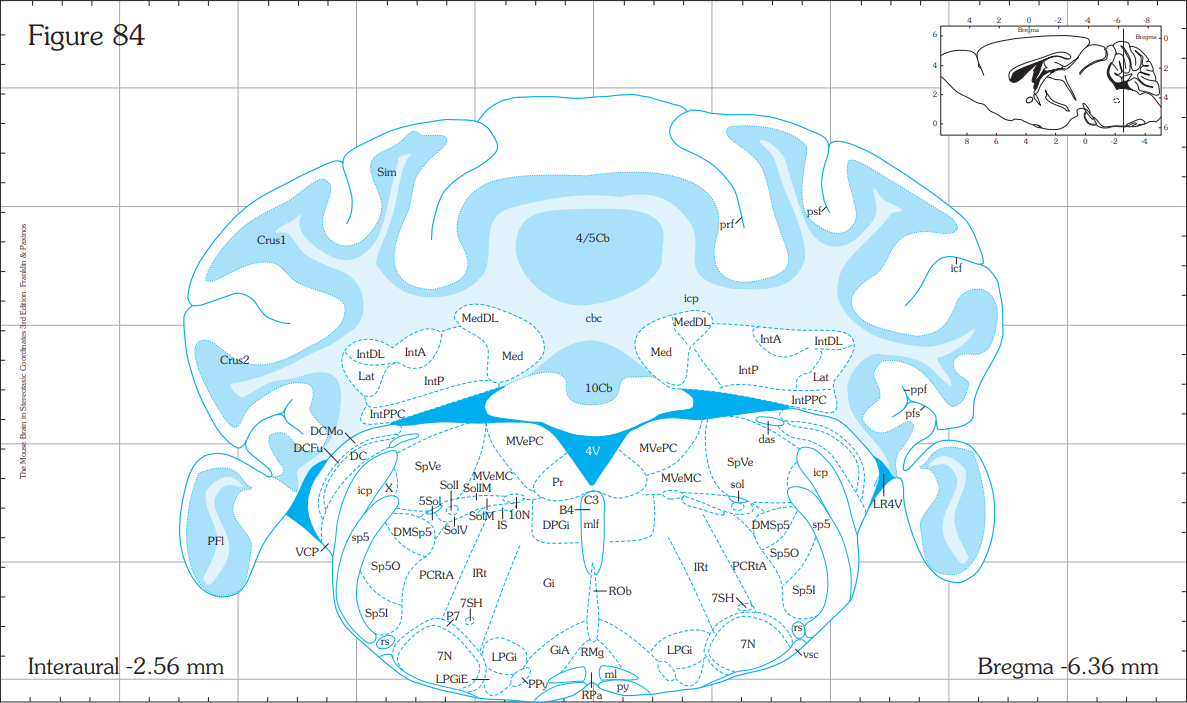 Figure 84
4 2 0 -2 -4 -6 -8
Bregma
Bregma
0
2
4
6
6
4
2
0
8 6 4 2 0 -2 -4
Sim
prf
psf
Crus1
4/5Cb
icf
icp
MedDL
cbc
MedDL
IntDL
IntA
Med
Med
IntA
IntDL
Crus2
Lat
IntP
10Cb
IntP
Lat
ppf
IntPPC
IntPPC
pfs
DCMo
DCFu
DC
MVePC
4V
MVePC
das
SpVe
SpVe
icp
X
MVeMC
MVeMC
sol
icp
SolI
SolIM
Pr
5Sol
C3
LR4V
SolM
IS
10N
B4
DMSp5
SolV
DPGi
mlf
DMSp5
sp5
sp5
PFl
VCP
Sp5O
Sp5O
PCRtA
IRt
Gi
IRt
PCRtA
ROb
Sp5I
Sp5I
7SH
7SH
P7
rs
rs
7N
LPGi
GiA
RMg
LPGi
7N
vsc
LPGiE
PPy
ml
py
RPa
Interaural -2.56 mm
Bregma -6.36 mm
The Mouse Brain in Stereotaxic Coordinates 3rd Edition Franklin & Paxinos